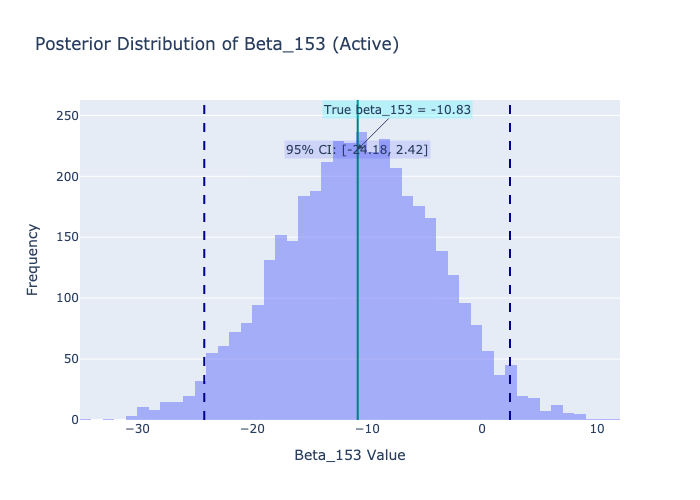 Posterior Distribution of Beta_153 (Active)
True beta_153 = -10.83
95% CI: [-24.18, 2.42]
250
200
150
100
50
0
Frequency
−30
−20
−10
0
10
Beta_153 Value